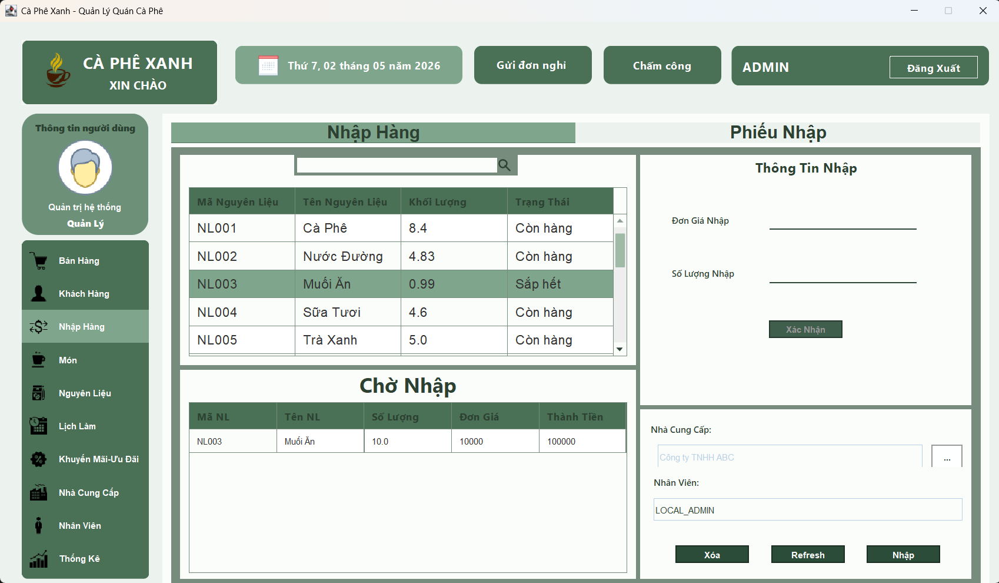 Cà Phê Xanh - Quản Lý Quán Cà Phê
CÀ PHÊ XANH
XIN CHÀO
Thứ 7, 02 tháng 05 năm 2026
Gửi đơn nghỉ
Chấm công
ADMIN
Đăng Xuất
Thông tin người dùng
Quản trị hệ thống
Quản Lý
Bán Hàng
Khách Hàng
Nhập Hàng
Món
Nguyên Liệu
Lịch Làm
Khuyến Mãi-Ưu Đãi
Nhà Cung Cấp
Nhân Viên
Thống Kê
Nhập Hàng
Phiếu Nhập
Mã Nguyên Liệu Tên Nguyên Liệu Khối Lượng Trạng Thái
NL001 Cà Phê 8.4 Còn hàng
NL002 Nước Đường 4.83 Còn hàng
NL003 Muối Ăn 0.99 Sắp hết
NL004 Sữa Tươi 4.6 Còn hàng
NL005 Trà Xanh 5.0 Còn hàng
Chờ Nhập
Mã NL Tên NL Số Lượng Đơn Giá Thành Tiền
NL003 Muối Ăn 10.0 10000 100000
Thông Tin Nhập
Đơn Giá Nhập
Số Lượng Nhập
Xác Nhận
Nhà Cung Cấp:
Công ty TNHH ABC
...
Nhân Viên:
LOCAL_ADMIN
Xóa
Refresh
Nhập